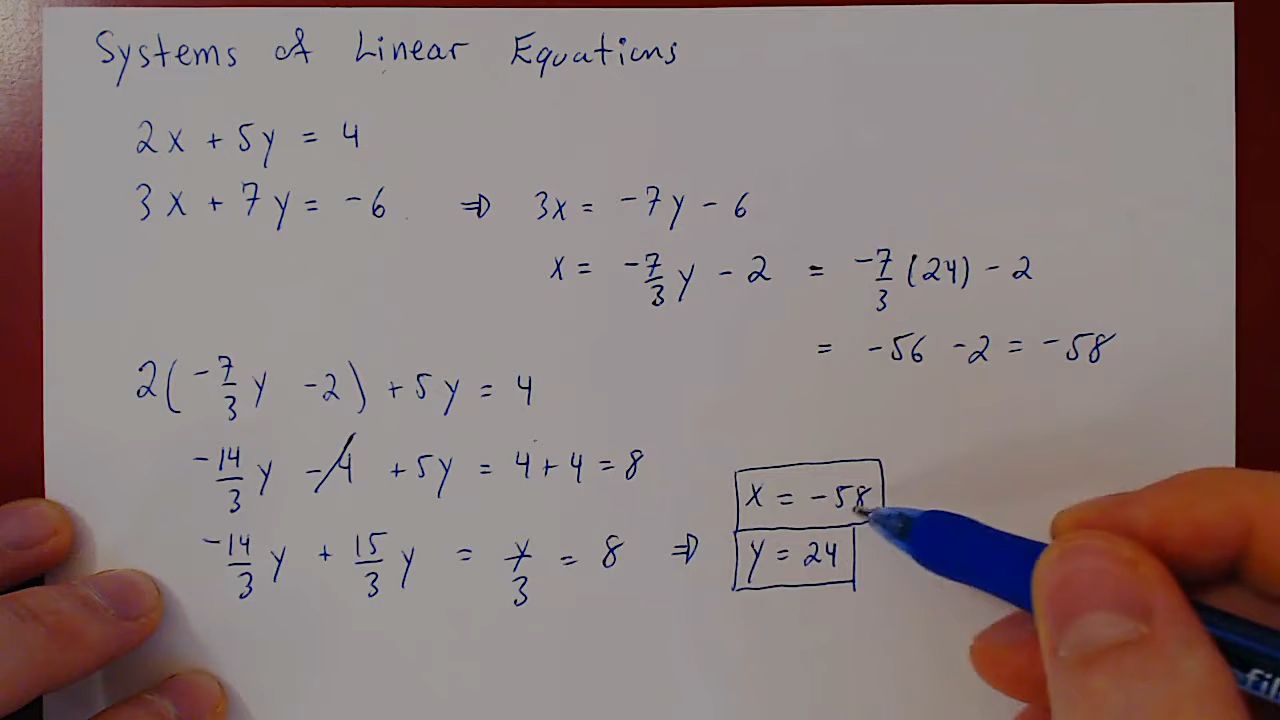 Systems of Linear Equations
2x + 5y = 4
3x + 7y = -6 ⇒ 3x = -7y - 6
x = -7/3 y - 2 = -7/3 (24) - 2
= -56 - 2 = -58
2(-7/3 y - 2) + 5y = 4
-14/3 y - 4 + 5y = 4 + 4 = 8
-14/3 y + 15/3 y = y/3 = 8 ⇒
x = -58
y = 24